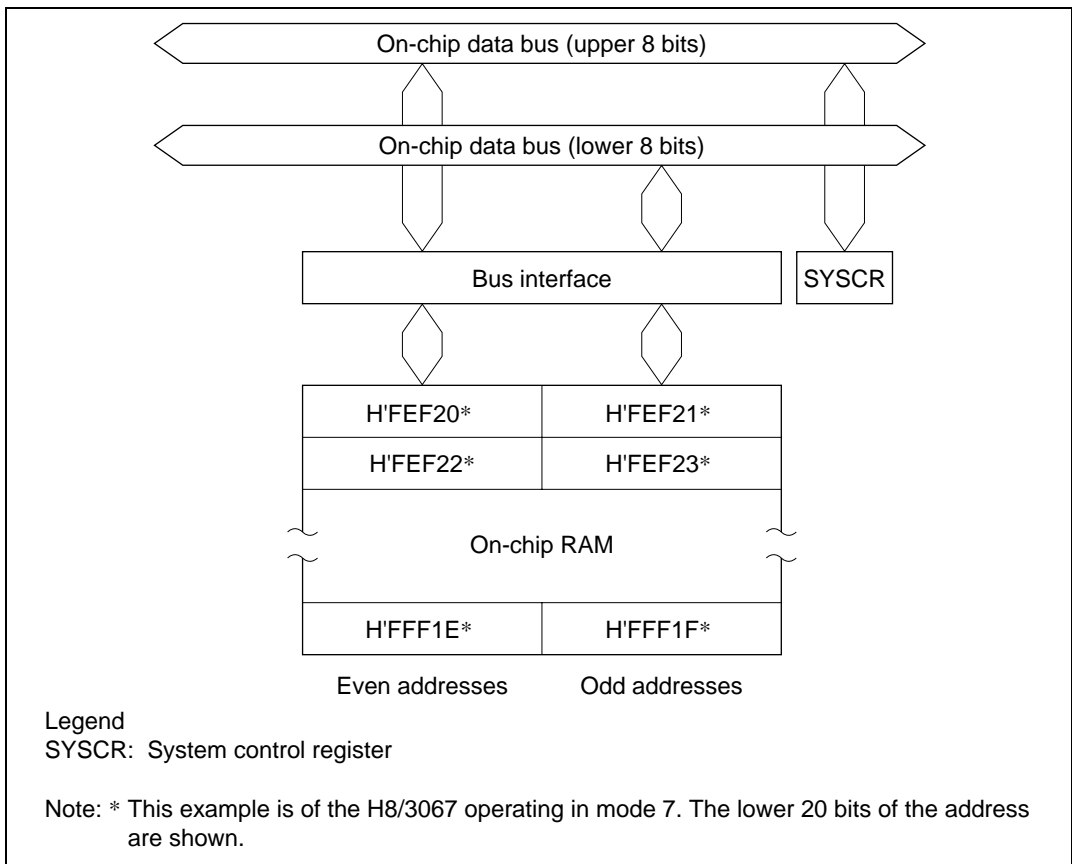 On-chip data bus (upper 8 bits)
On-chip data bus (lower 8 bits)
Bus interface
SYSCR
H'FEF20*
H'FEF21*
H'FEF22*
H'FEF23*
On-chip RAM
H'FFF1E*
H'FFF1F*
Even addresses
Odd addresses
Legend
SYSCR: System control register
Note: * This example is of the H8/3067 operating in mode 7. The lower 20 bits of the address
are shown.